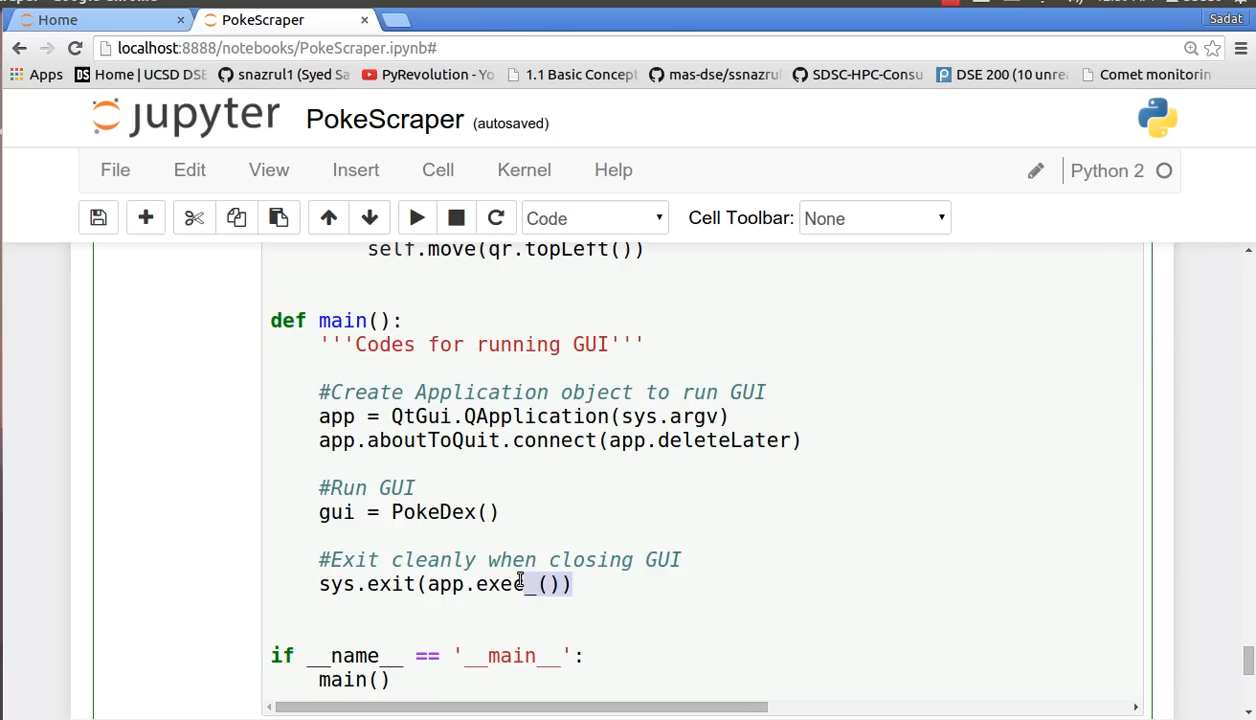 Home
PokeScraper
Sadat
localhost:8888/notebooks/PokeScraper.ipynb#
Apps
Home | UCSD DSE
snazrul1 (Syed Sa
PyRevolution - Yo
1.1 Basic Concept
mas-dse/ssnazrul
SDSC-HPC-Consu
DSE 200 (10 unre
Comet monitorin
jupyter
PokeScraper (autosaved)
File Edit View Insert Cell Kernel Help
Python 2
Code
Cell Toolbar: None
self.move(qr.topLeft())
def main():
'''Codes for running GUI'''
#Create Application object to run GUI
app = QtGui.QApplication(sys.argv)
app.aboutToQuit.connect(app.deleteLater)
#Run GUI
gui = PokeDex()
#Exit cleanly when closing GUI
sys.exit(app.exec_())
if __name__ == '__main__':
main()